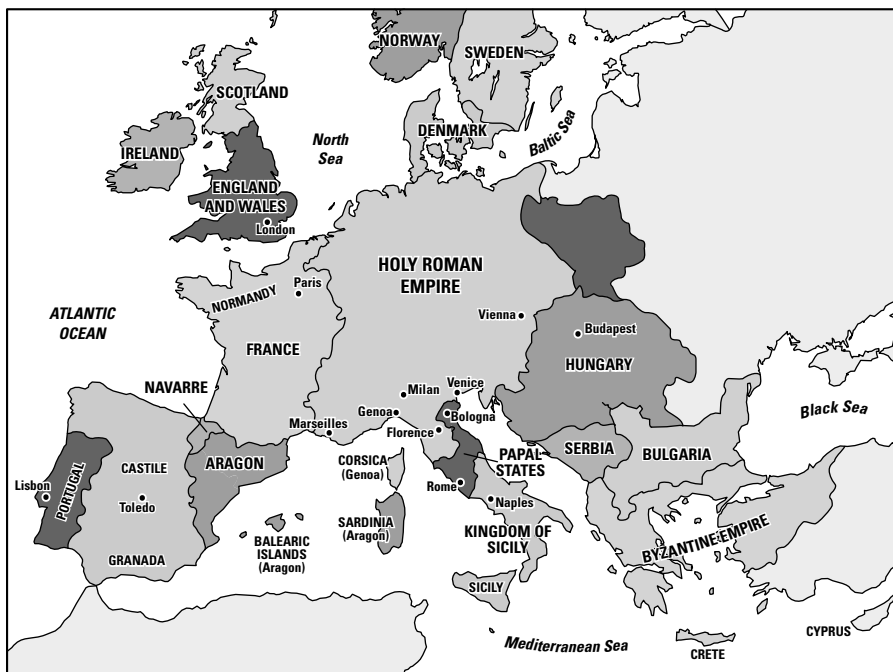 NORWAY
SWEDEN
SCOTLAND
North
Sea
DENMARK
Baltic Sea
IRELAND
ENGLAND
AND WALES
London
HOLY ROMAN
EMPIRE
Paris
NORMANDY
ATLANTIC
OCEAN
Vienna
Budapest
FRANCE
HUNGARY
NAVARRE
Milan
Venice
Genoa
Bologna
Black Sea
Marseilles
Florence
PAPAL
STATES
SERBIA
BULGARIA
CORSICA
(Genoa)
ARAGON
CASTILE
Lisbon
PORTUGAL
Toledo
Rome
Naples
SARDINIA
(Aragon)
KINGDOM OF
SICILY
BYZANTINE EMPIRE
BALEARIC
ISLANDS
(Aragon)
GRANADA
SICILY
Mediterranean Sea
CRETE
CYPRUS